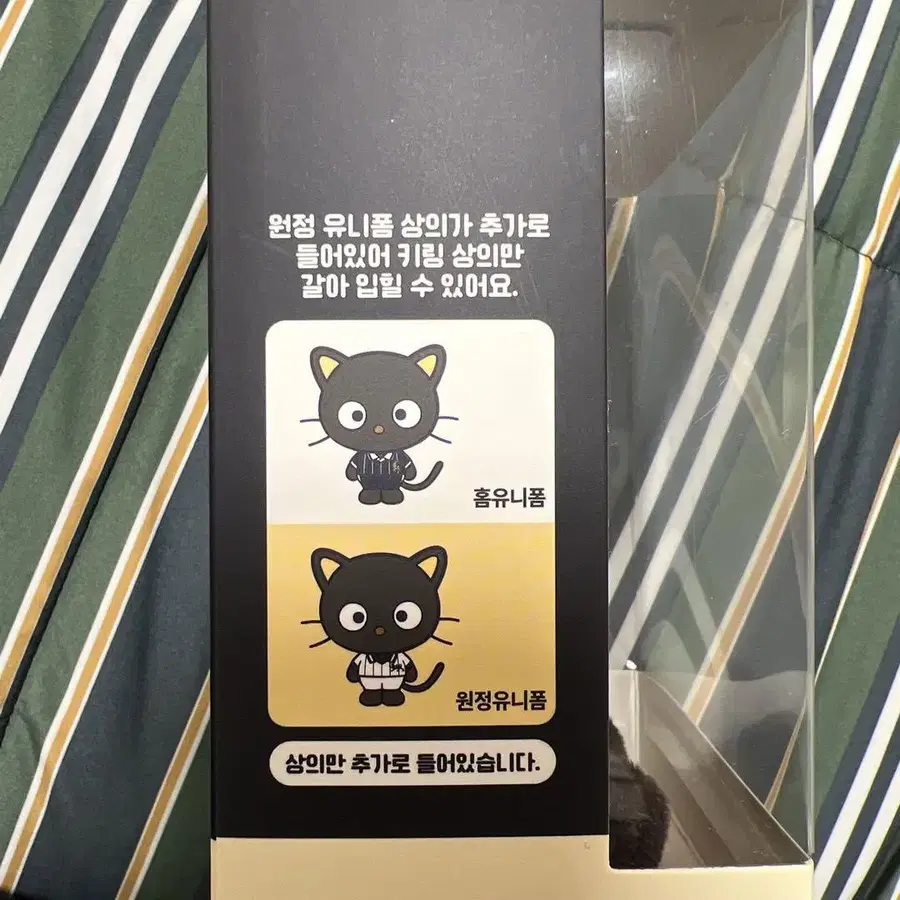 원정 유니폼 상의가 추가로
들어있어 키링 상의만
갈아 입힐 수 있어요.
홈유니폼
원정유니폼
상의만 추가로 들어있습니다.